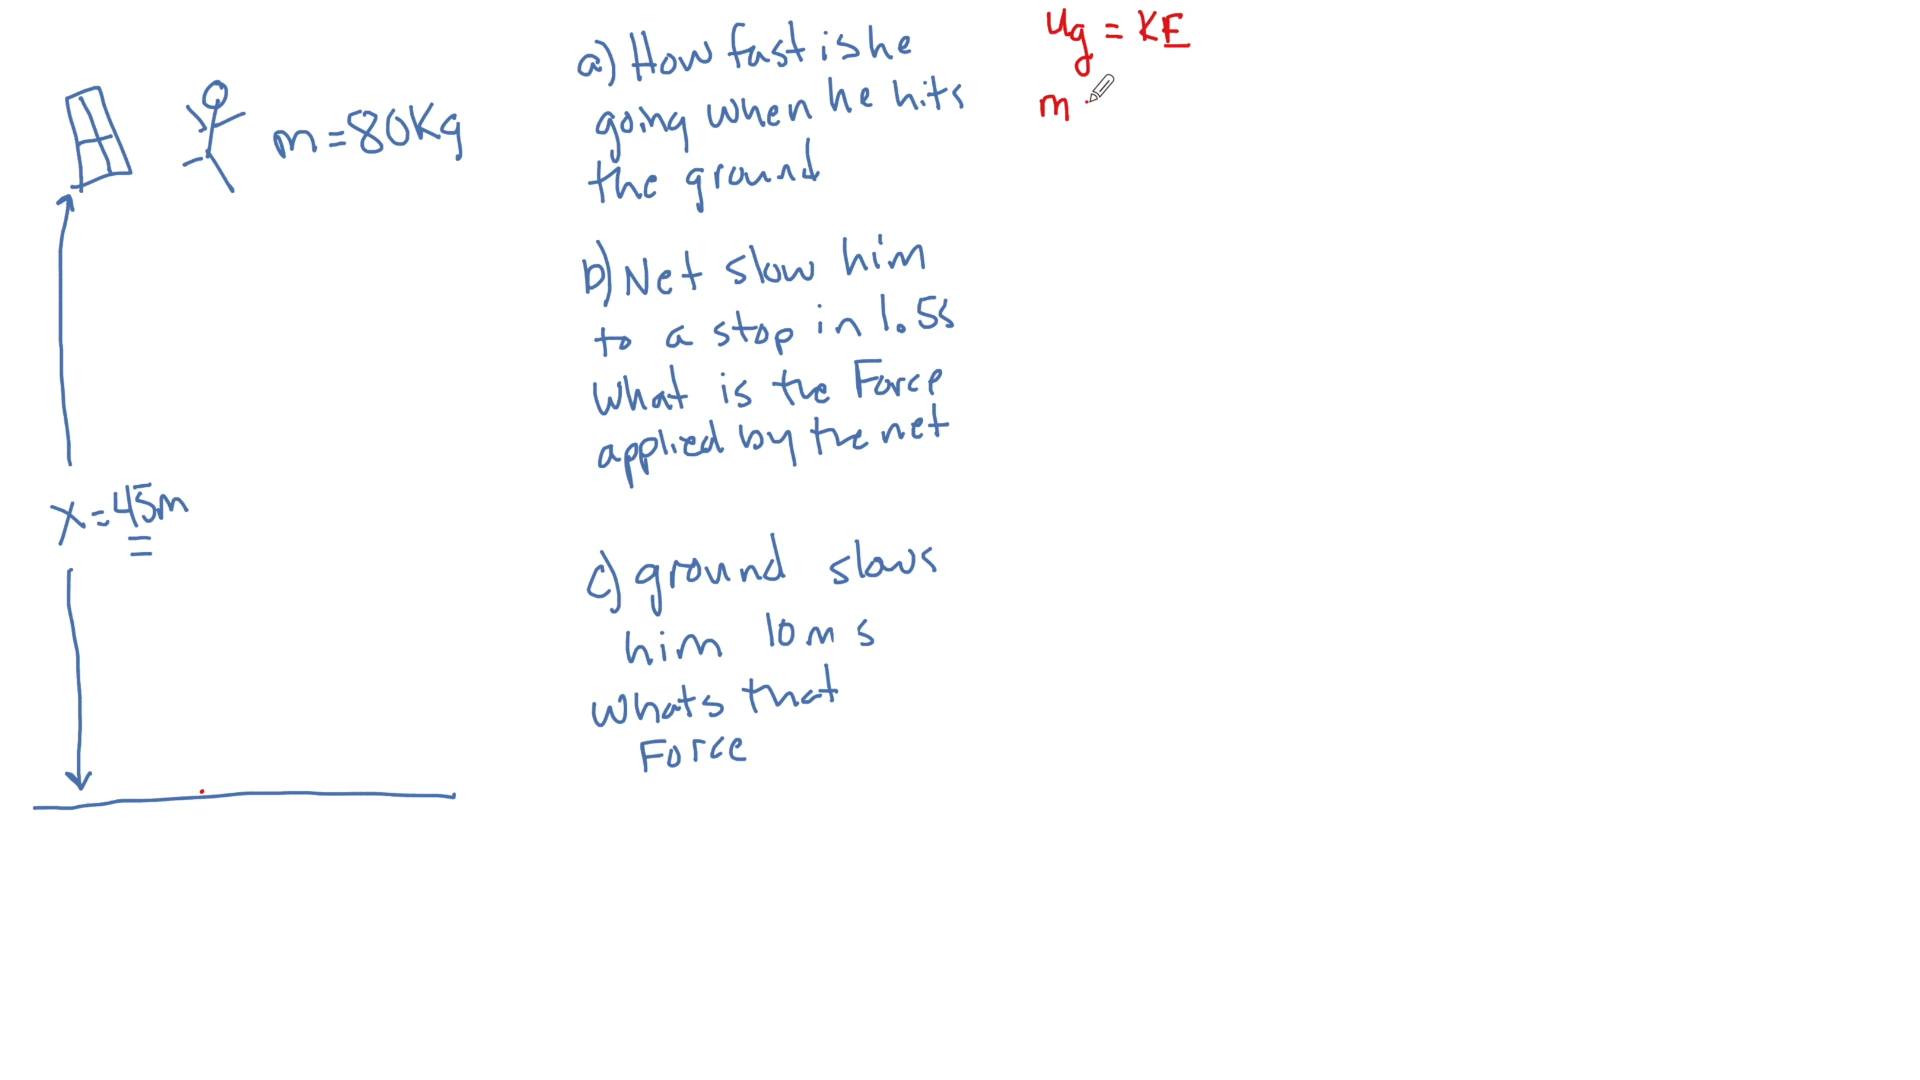 m=80Kg
x=45m
a) How fast is he
going when he hits
the ground
b) Net slow him
to a stop in 1.5s
What is the Force
applied by the net
c) ground slows
him 10ms
Whats that
Force
Ug = KE
m